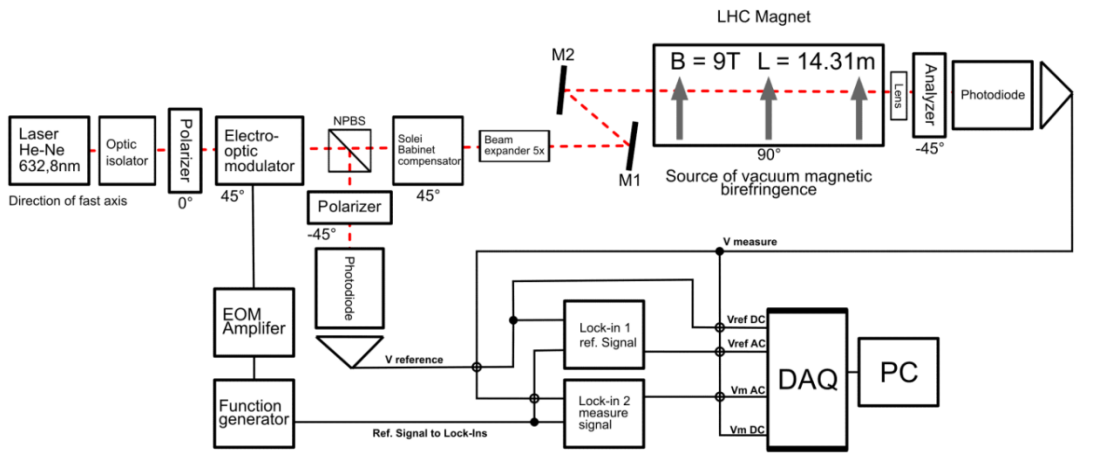 LHC Magnet
M2
B = 9T L = 14.31m
Lens
Analyzer
Photodiode
-45°
90°
Source of vacuum magnetic
birefringence
M1
Laser
He-Ne
632,8nm
Optic
isolator
Polarizer
Electro-
optic
modulator
NPBS
Solei
Babinet
compensator
Beam
expander 5x
Direction of fast axis
0°
45°
45°
Polarizer
-45°
Photodiode
V measure
EOM
Amplifer
V reference
Lock-in 1
ref. Signal
Vref DC
Vref AC
DAQ
PC
Function
generator
Lock-in 2
measure
signal
Vm AC
Vm DC
Ref. Signal to Lock-Ins